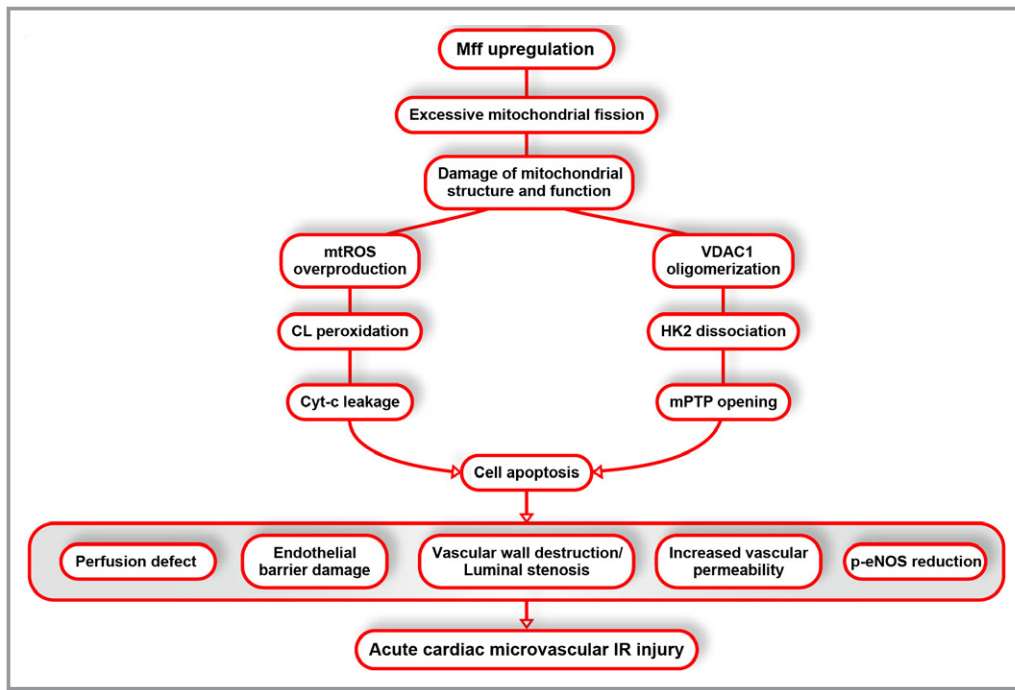 Mff upregulation
Excessive mitochondrial fission
Damage of mitochondrial
structure and function
mtROS
overproduction
VDAC1
oligomerization
CL peroxidation
HK2 dissociation
Cyt-c leakage
mPTP opening
Cell apoptosis
Perfusion defect
Endothelial
barrier damage
Vascular wall destruction/
Luminal stenosis
Increased vascular
permeability
p-eNOS reduction
Acute cardiac microvascular IR injury